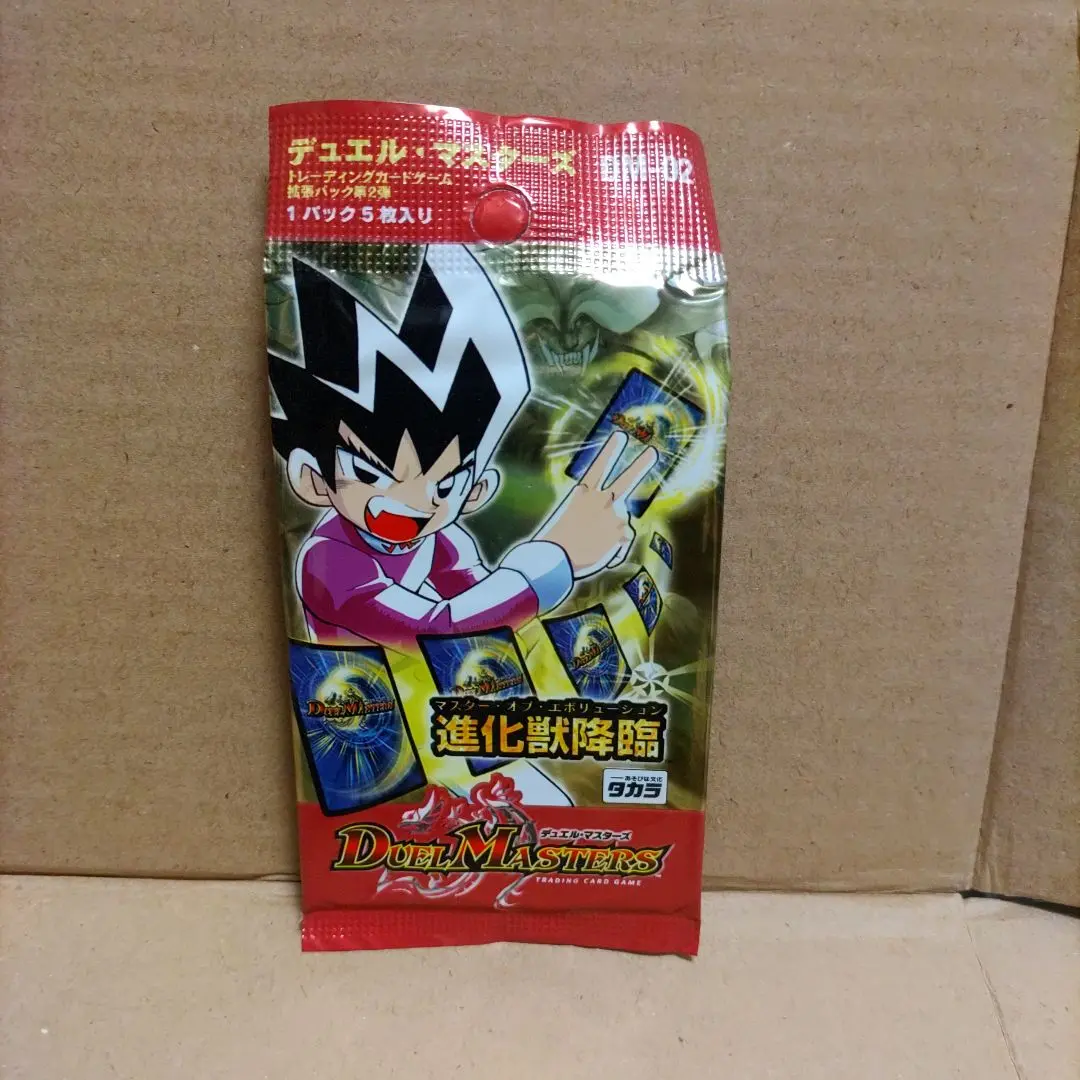 デュエル・マスターズ DM-02
トレーディングカードゲーム
拡張パック第2弾
1パック5枚入り
DUEL MASTERS
DUEL MASTERS
DUEL MASTERS
マスター・オブ・エボリューション
進化獣降臨
あそびは文化
タカラ
デュエル・マスターズ
DUEL MASTERS
TRADING CARD GAME